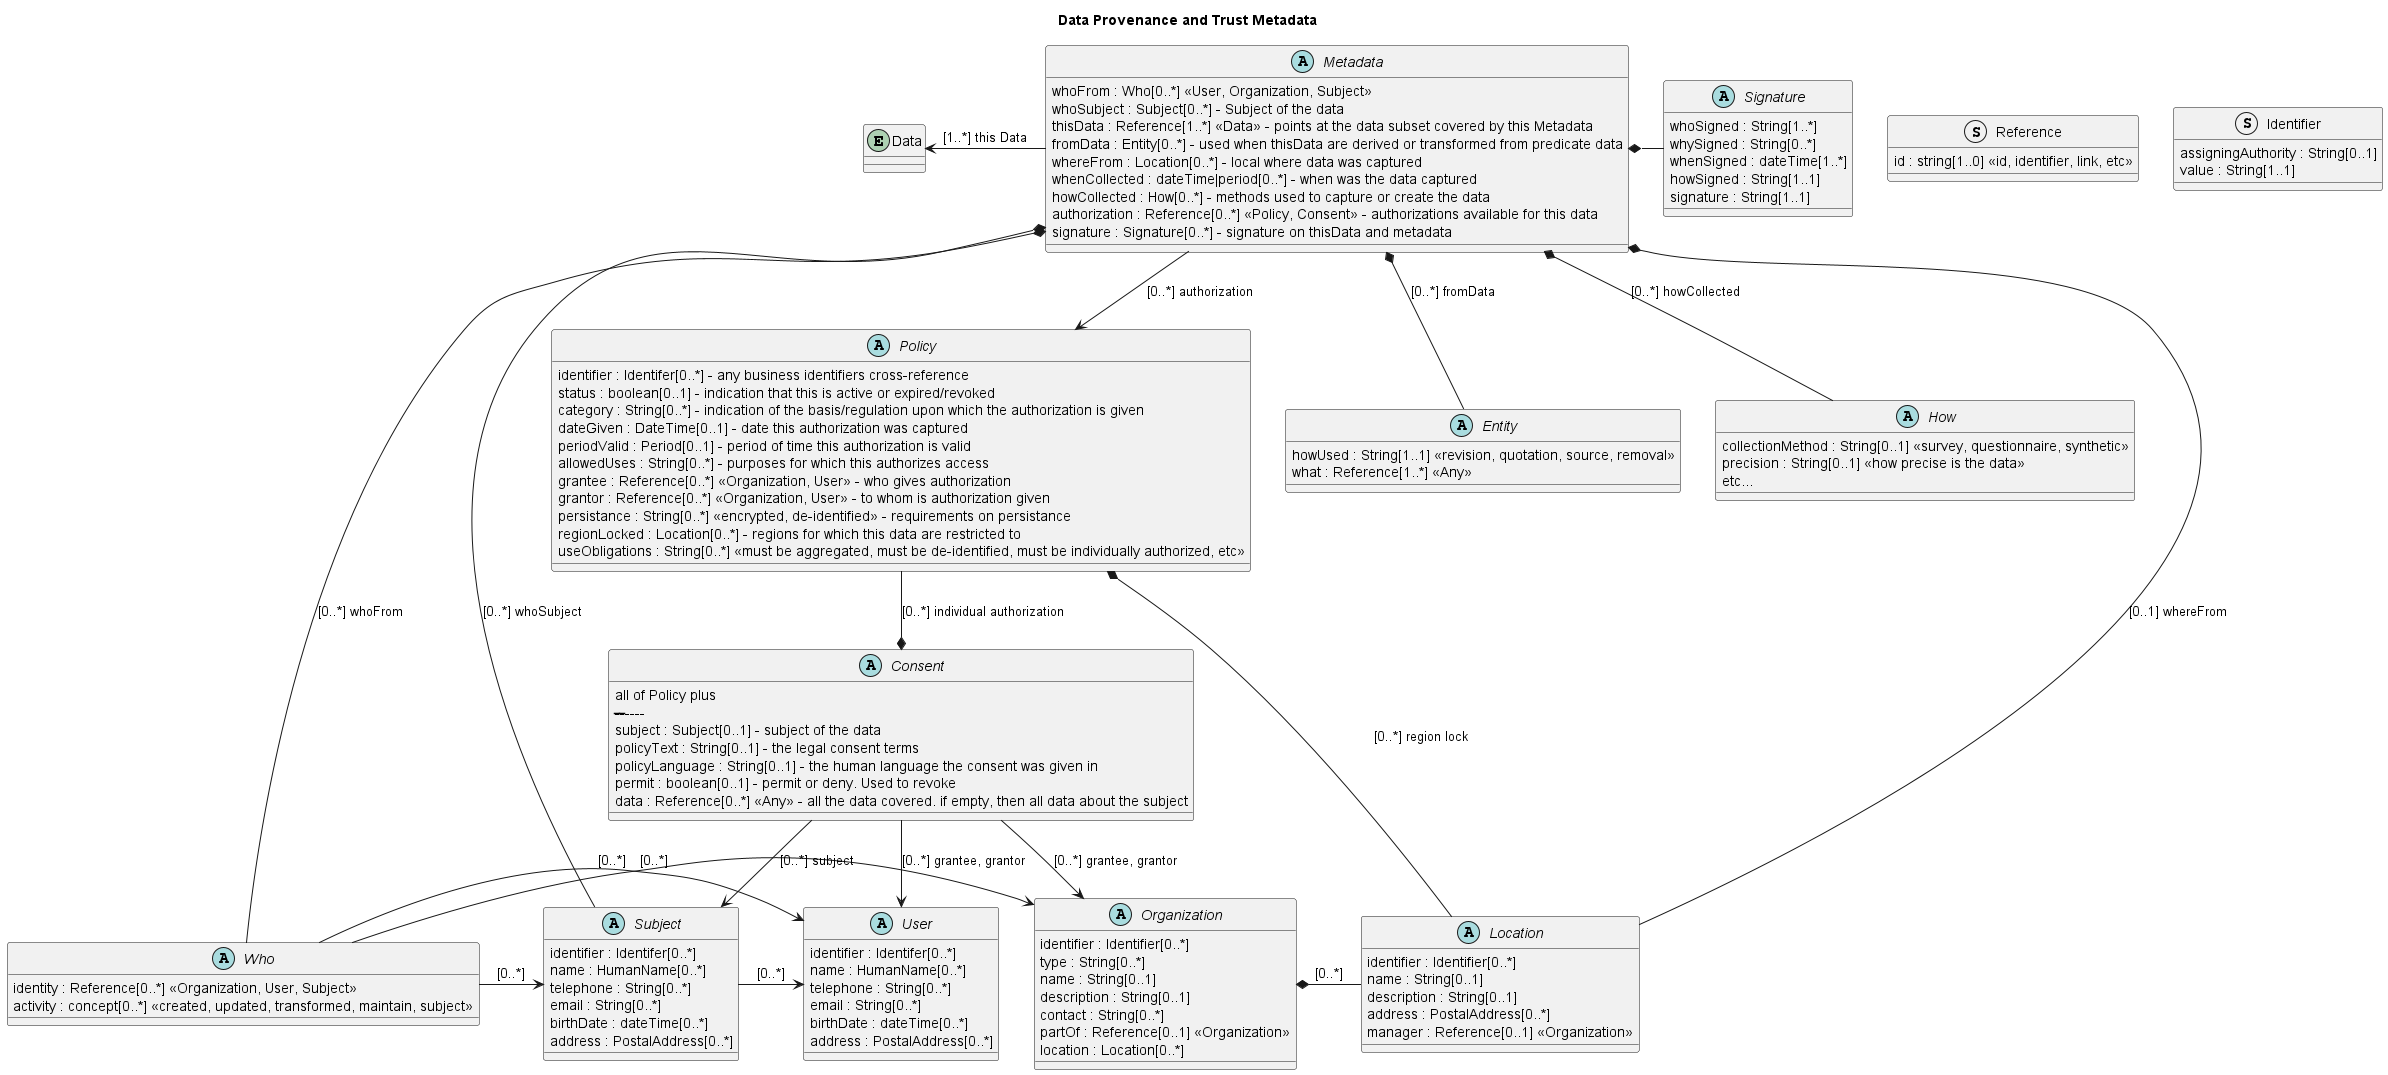 Data Provenance and Trust Metadata
A Metadata
whoFrom : Who[0..*] «User, Organization, Subject»
whoSubject : Subject[0..*] - Subject of the data
thisData : Reference[1..*] «Data» - points at the data subset covered by this Metadata
fromData : Entity[0..*] - used when thisData are derived or transformed from predicate data
whereFrom : Location[0..*] - local where data was captured
whenCollected : dateTime|period[0..*] - when was the data captured
howCollected : How[0..*] - methods used to capture or create the data
authorization : Reference[0..*] «Policy, Consent» - authorizations available for this data
signature : Signature[0..*] - signature on thisData and metadata
E Data
[1..*] this Data
A Signature
whoSigned : String[1..*]
whySigned : String[0..*]
whenSigned : dateTime[1..*]
howSigned : String[1..1]
signature : String[1..1]
S Reference
id : string[1..0] «id, identifier, link, etc»
S Identifier
assigningAuthority : String[0..1]
value : String[1..1]
[0..*] authorization
[0..*] fromData
[0..*] howCollected
A Policy
identifier : Identifer[0..*] - any business identifiers cross-reference
status : boolean[0..1] - indication that this is active or expired/revoked
category : String[0..*] - indication of the basis/regulation upon which the authorization is given
dateGiven : DateTime[0..1] - date this authorization was captured
periodValid : Period[0..1] - period of time this authorization is valid
allowedUses : String[0..*] - purposes for which this authorizes access
grantee : Reference[0..*] «Organization, User» - who gives authorization
grantor : Reference[0..*] «Organization, User» - to whom is authorization given
persistance : String[0..*] «encrypted, de-identified» - requirements on persistance
regionLocked : Location[0..*] - regions for which this data are restricted to
useObligations : String[0..*] «must be aggregated, must be de-identified, must be individually authorized, etc»
A Entity
howUsed : String[1..1] «revision, quotation, source, removal»
what : Reference[1..*] «Any»
A How
collectionMethod : String[0..1] «survey, questionnaire, synthetic»
precision : String[0..1] «how precise is the data»
etc...
[0..*] whoFrom
[0..*] whoSubject
[0..*] individual authorization
[0..1] whereFrom
A Consent
all of Policy plus
------
subject : Subject[0..1] - subject of the data
policyText : String[0..1] - the legal consent terms
policyLanguage : String[0..1] - the human language the consent was given in
permit : boolean[0..1] - permit or deny. Used to revoke
data : Reference[0..*] «Any» - all the data covered. if empty, then all data about the subject
[0..*] region lock
[0..*]
[0..*]
[0..*] subject
[0..*] grantee, grantor
[0..*] grantee, grantor
A Who
identity : Reference[0..*] «Organization, User, Subject»
activity : concept[0..*] «created, updated, transformed, maintain, subject»
[0..*]
A Subject
identifier : Identifer[0..*]
name : HumanName[0..*]
telephone : String[0..*]
email : String[0..*]
birthDate : dateTime[0..*]
address : PostalAddress[0..*]
[0..*]
A User
identifier : Identifer[0..*]
name : HumanName[0..*]
telephone : String[0..*]
email : String[0..*]
birthDate : dateTime[0..*]
address : PostalAddress[0..*]
A Organization
identifier : Identifier[0..*]
type : String[0..*]
name : String[0..1]
description : String[0..1]
contact : String[0..*]
partOf : Reference[0..1] «Organization»
location : Location[0..*]
[0..*]
A Location
identifier : Identifier[0..*]
name : String[0..1]
description : String[0..1]
address : PostalAddress[0..*]
manager : Reference[0..1] «Organization»